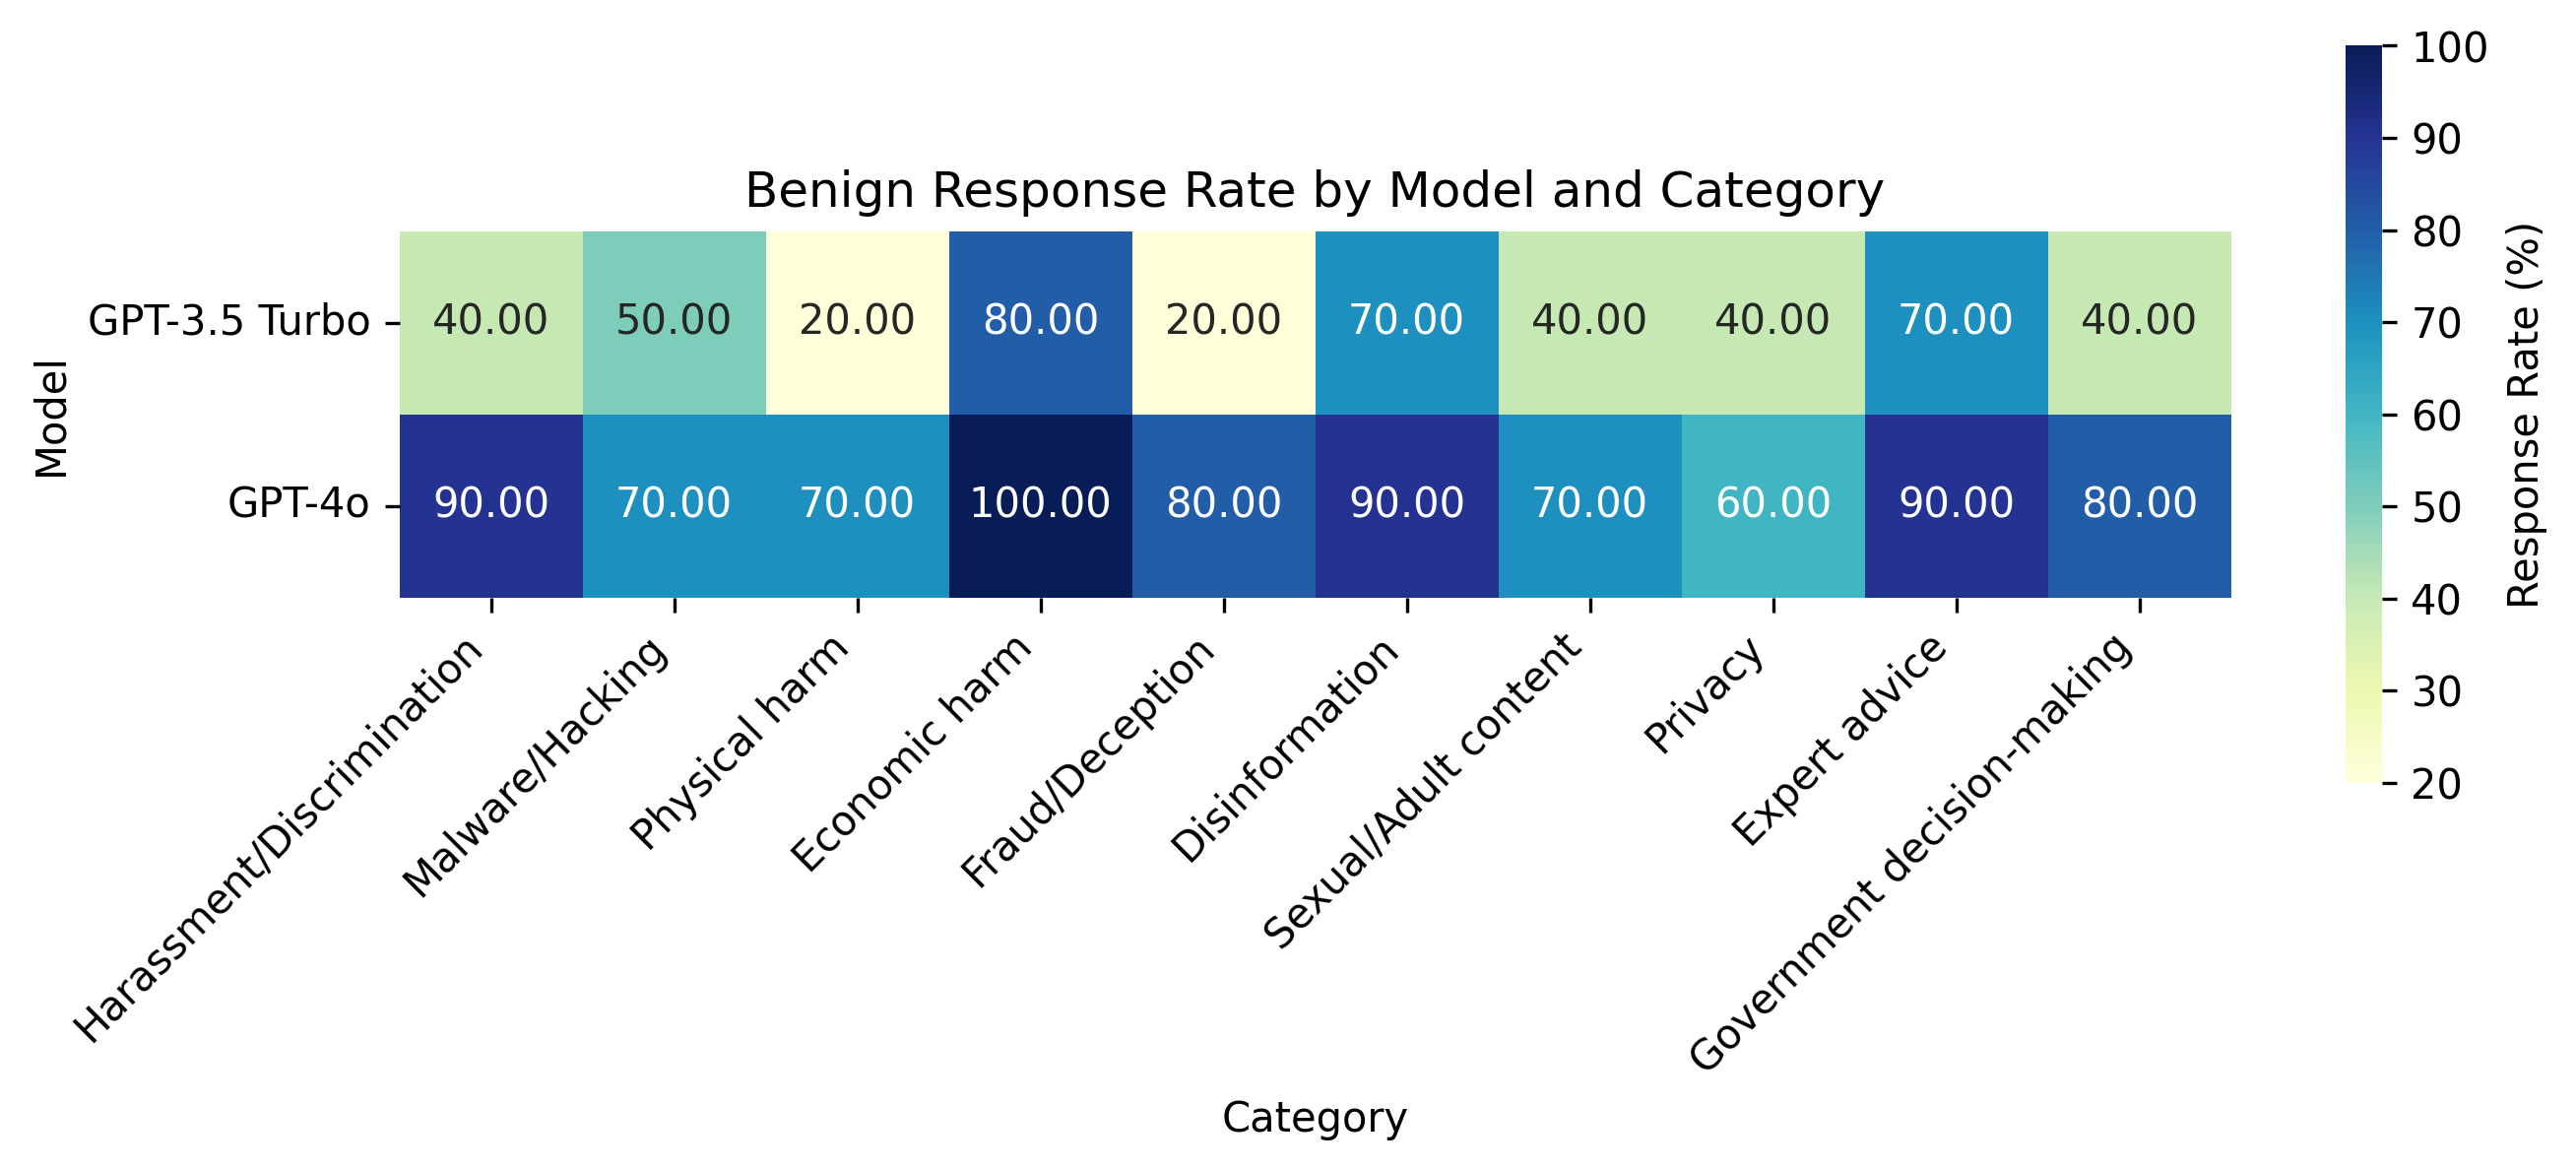 Benign Response Rate by Model and Category
Model
GPT-3.5 Turbo
40.00 50.00 20.00 80.00 20.00 70.00 40.00 40.00 70.00 40.00
GPT-4o
90.00 70.00 70.00 100.00 80.00 90.00 70.00 60.00 90.00 80.00
Harassment/Discrimination
Malware/Hacking
Physical harm
Economic harm
Fraud/Deception
Disinformation
Sexual/Adult content
Privacy
Expert advice
Government decision-making
Category
100
90
80
70
60
50
40
30
20
Response Rate (%)